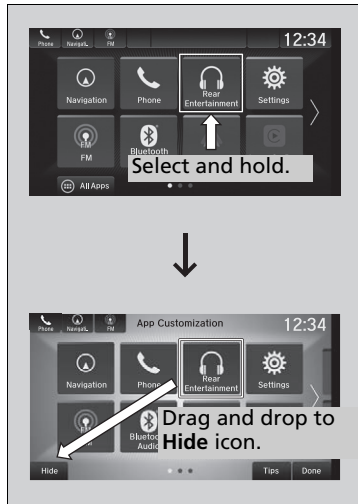 Phone Navigati.. FM 12:34
Navigation Phone Rear Entertainment Settings
FM Bluetooth
Select and hold.
All Apps
Phone Navigati.. FM App Customization 12:34
Navigation Phone Rear Entertainment Settings
FM Bluetooth Audio
Drag and drop to
Hide icon.
Hide Tips Done